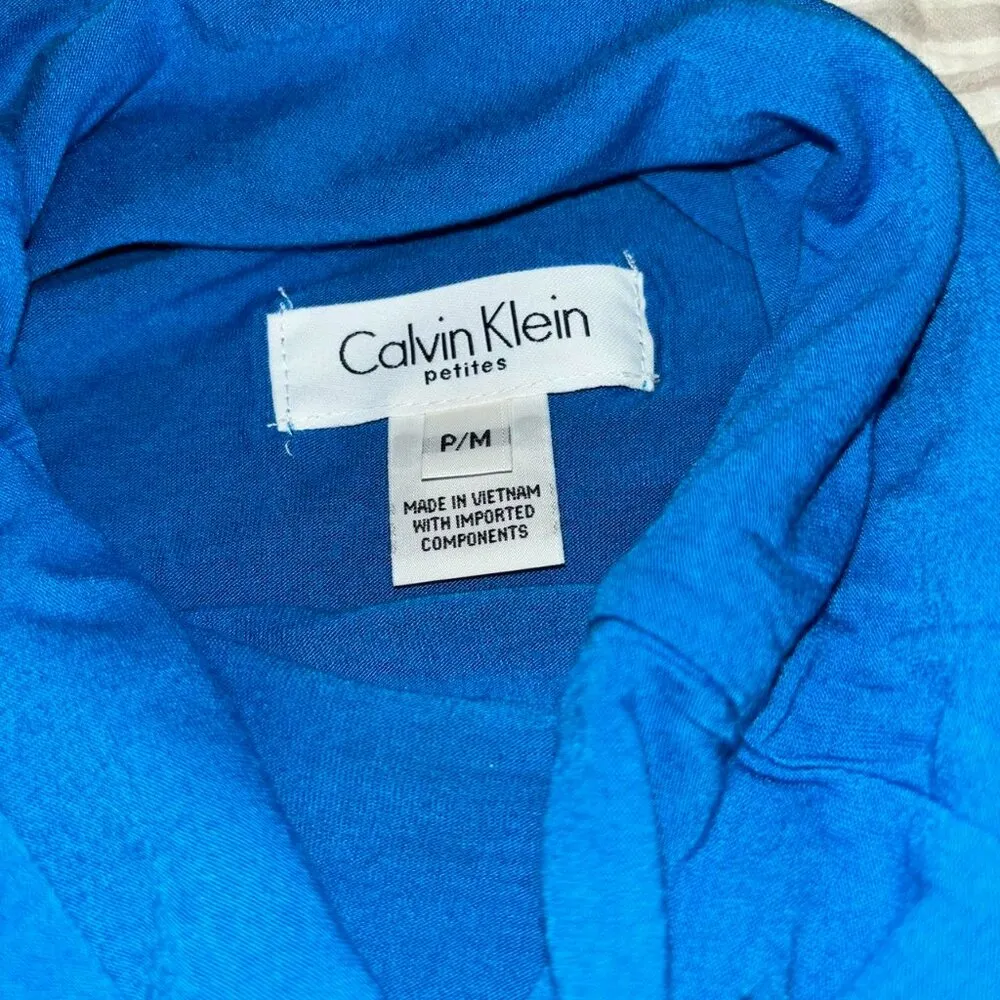 Calvin Klein
petites
P/M
MADE IN VIETNAM
WITH IMPORTED
COMPONENTS